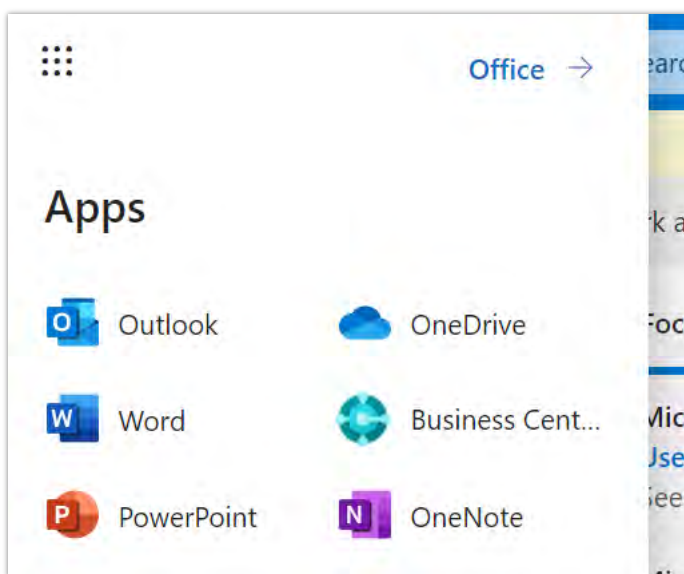 Office →
Apps
O Outlook
OneDrive
W Word
Business Cent...
P PowerPoint
N OneNote